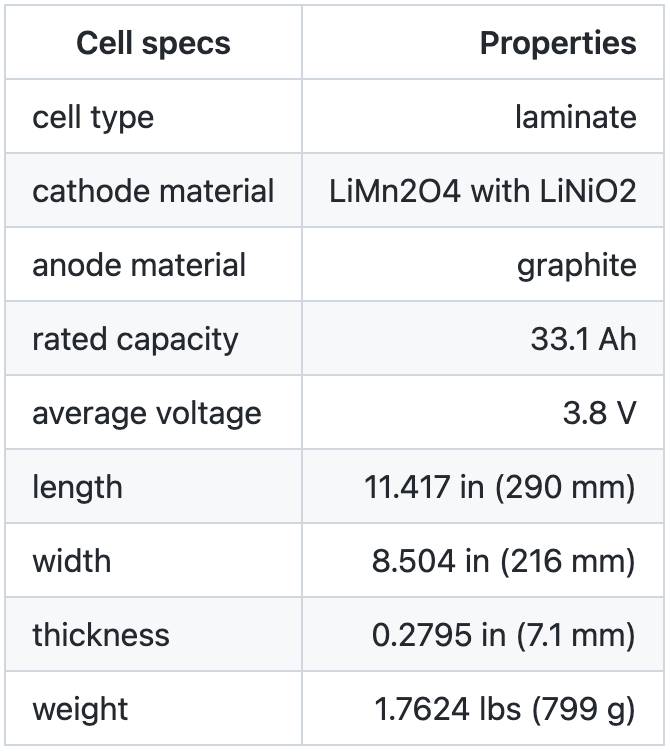 Cell specs Properties
cell type laminate
cathode material LiMn2O4 with LiNiO2
anode material graphite
rated capacity 33.1 Ah
average voltage 3.8 V
length 11.417 in (290 mm)
width 8.504 in (216 mm)
thickness 0.2795 in (7.1 mm)
weight 1.7624 lbs (799 g)